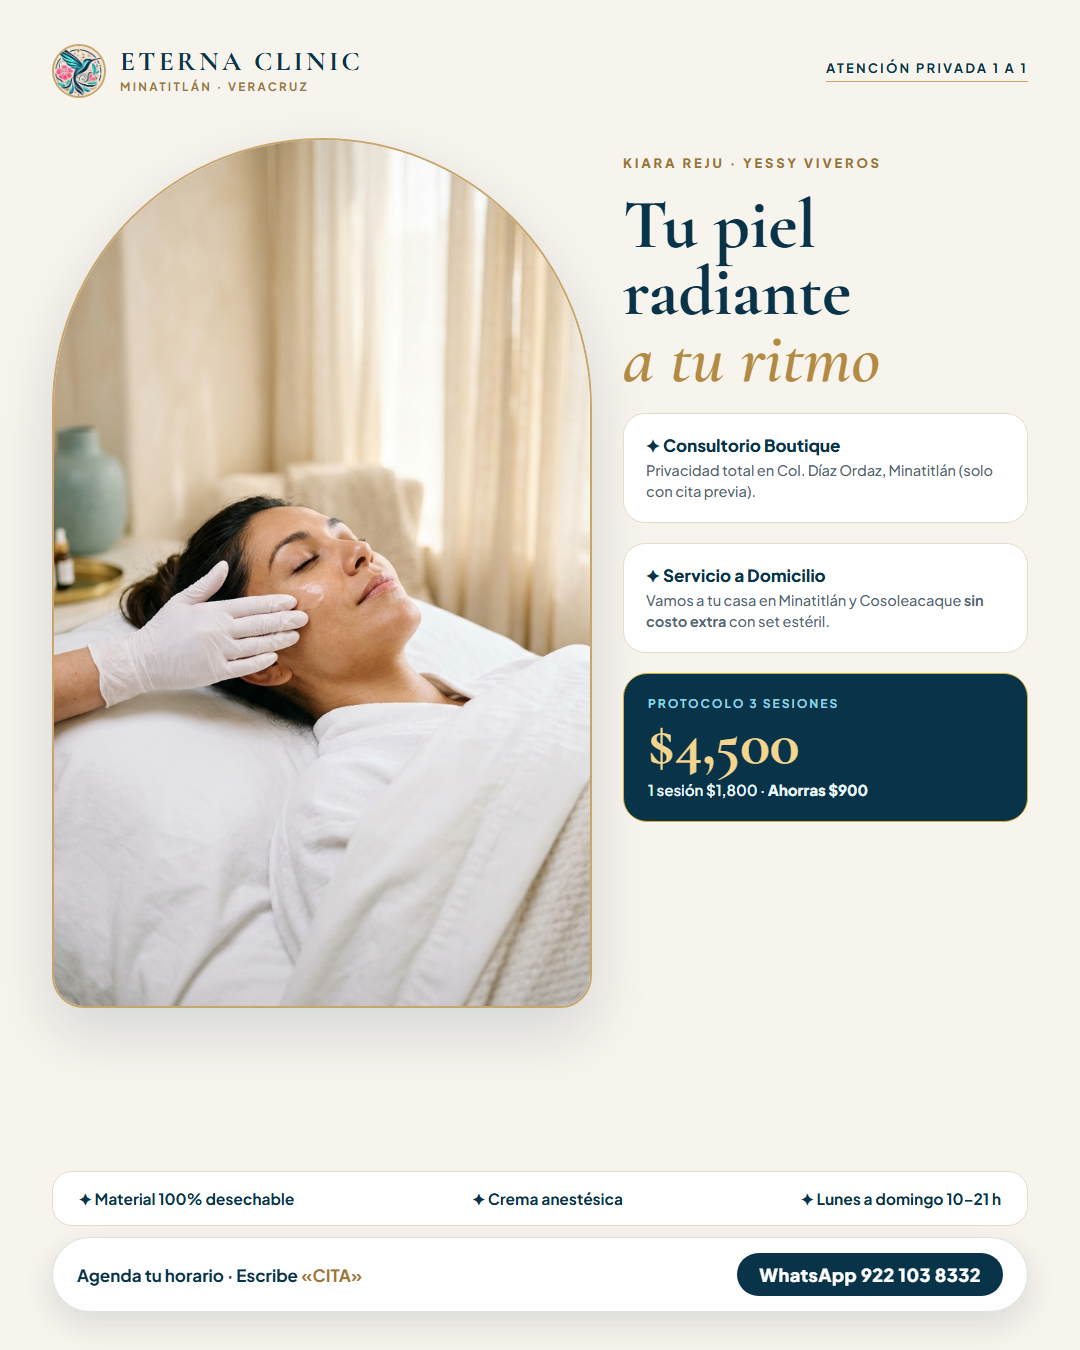 ETERNA CLINIC
MINATITLÁN · VERACRUZ
ATENCIÓN PRIVADA 1 A 1
KIARA REJU · YESSY VIVEROS
Tu piel
radiante
a tu ritmo
✦ Consultorio Boutique
Privacidad total en Col. Díaz Ordaz, Minatitlán (solo
con cita previa).
✦ Servicio a Domicilio
Vamos a tu casa en Minatitlán y Cosoleacaque sin
costo extra con set estéril.
PROTOCOLO 3 SESIONES
$4,500
1 sesión $1,800 · Ahorras $900
✦ Material 100% desechable
✦ Crema anestésica
✦ Lunes a domingo 10–21 h
Agenda tu horario · Escribe «CITA»
WhatsApp 922 103 8332